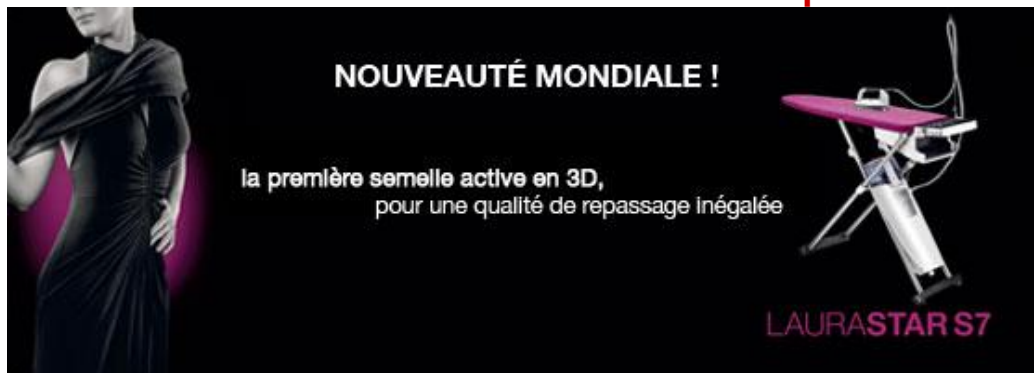 NOUVEAUTÉ MONDIALE !
la première semelle active en 3D,
pour une qualité de repassage inégalée
LAURASTAR S7